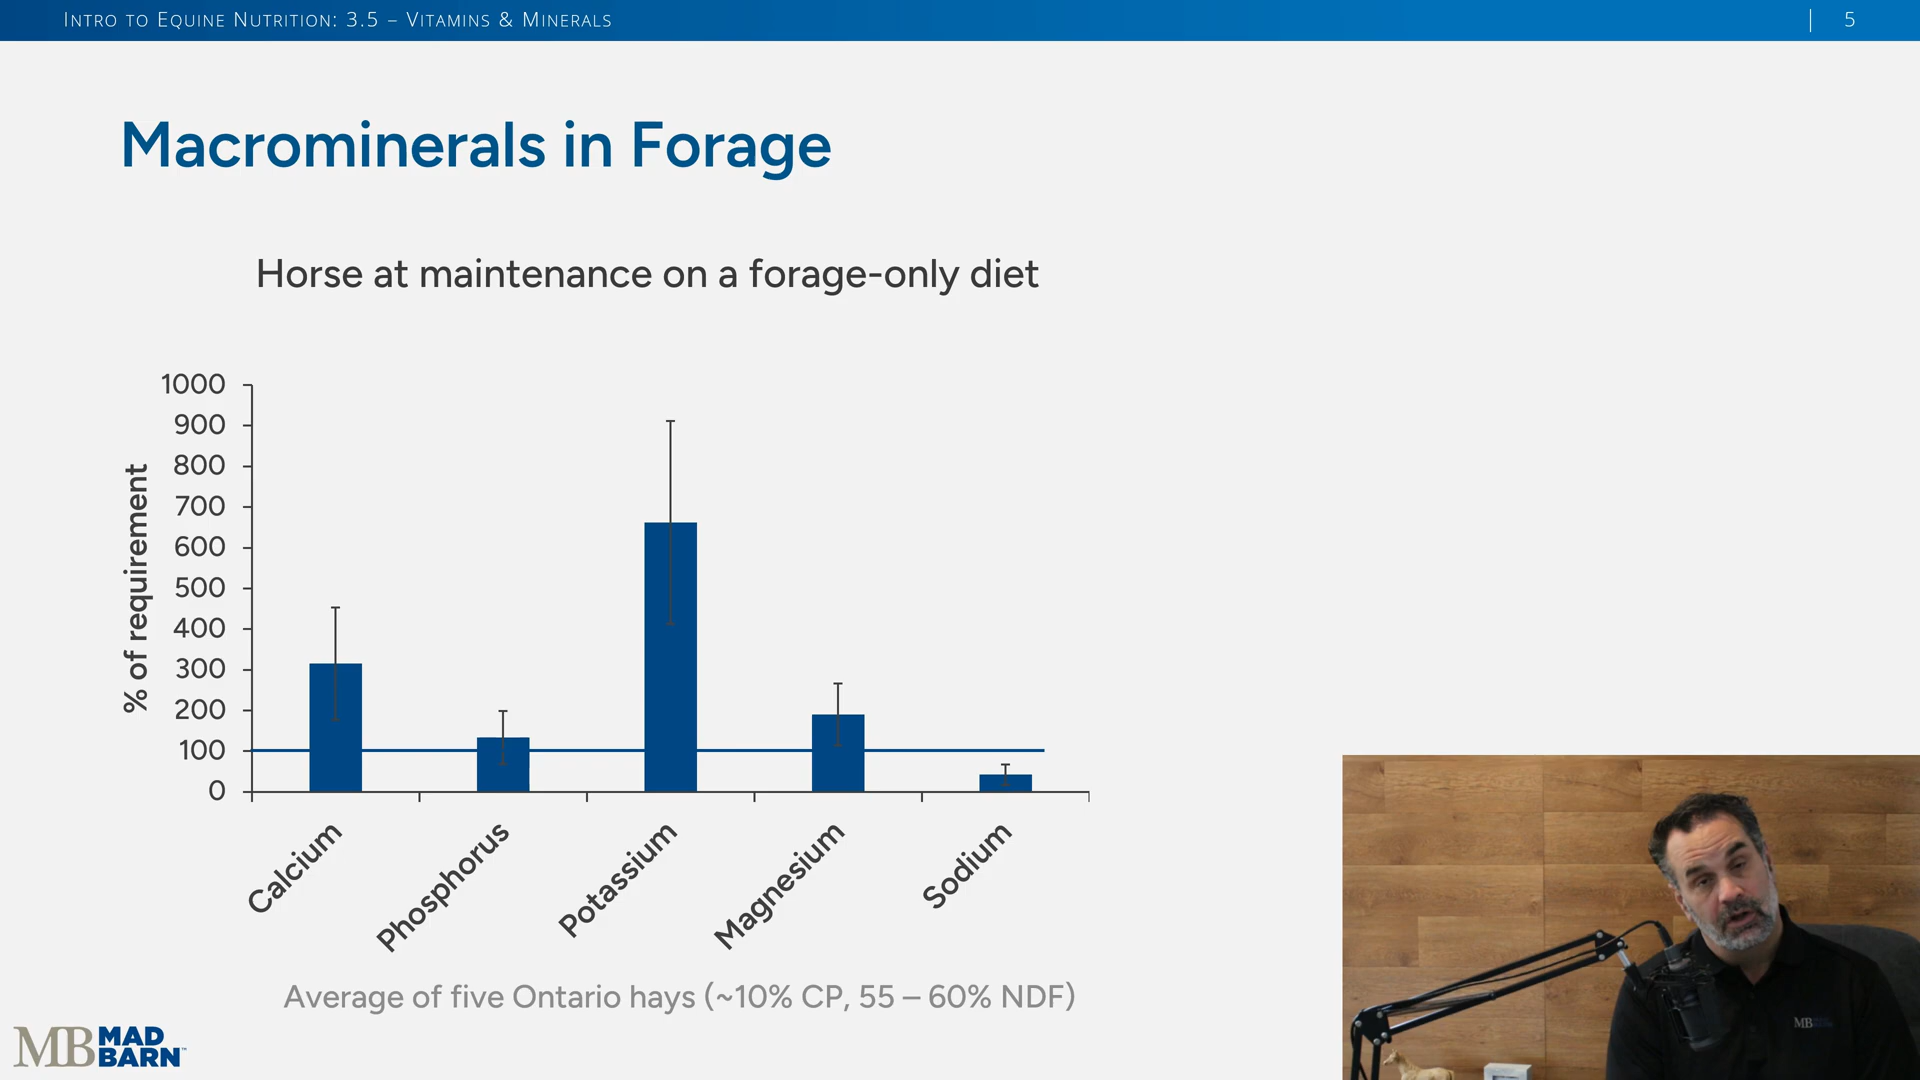 INTRO TO EQUINE NUTRITION: 3.5 – VITAMINS & MINERALS | 5
Macrominerals in Forage
Horse at maintenance on a forage-only diet
% of requirement
1000
900
800
700
600
500
400
300
200
100
0
Calcium
Phosphorus
Potassium
Magnesium
Sodium
Average of five Ontario hays (~10% CP, 55 – 60% NDF)
MB MAD
BARN™
MB